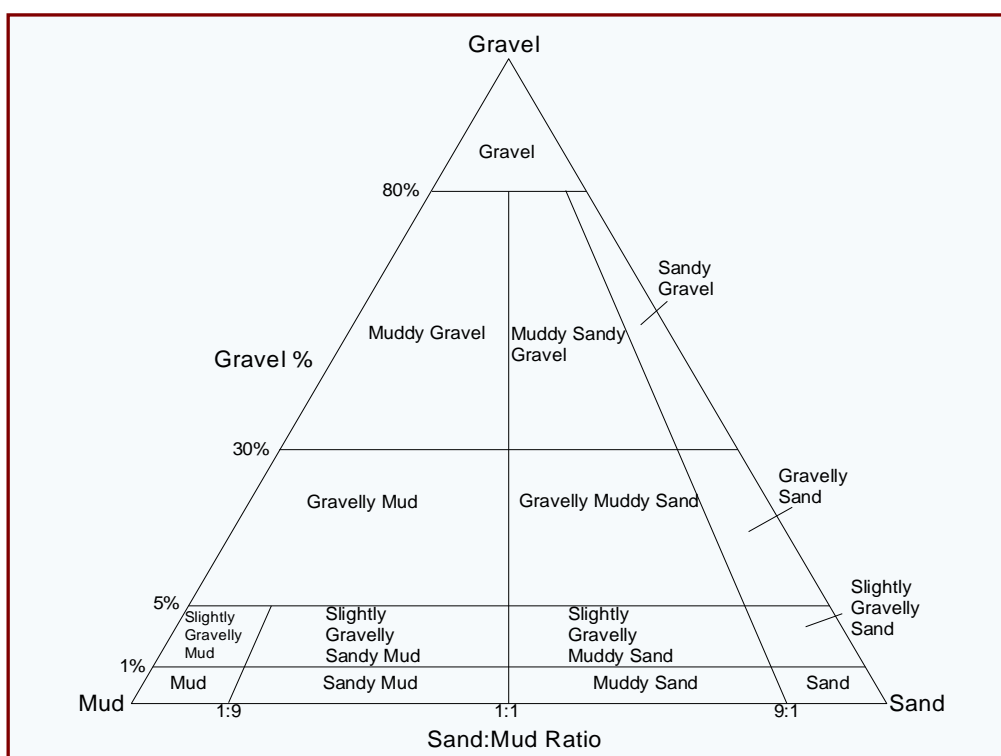 Gravel
Gravel
80%
Sandy
Gravel
Muddy Gravel
Muddy Sandy
Gravel
Gravel %
30%
Gravelly
Sand
Gravelly Mud
Gravelly Muddy Sand
5%
Slightly
Gravelly
Sand
Slightly
Gravelly
Mud
Slightly
Gravelly
Sandy Mud
Slightly
Gravelly
Muddy Sand
1%
Mud
Sandy Mud
Muddy Sand
Sand
Mud
1:9
1:1
9:1
Sand
Sand:Mud Ratio